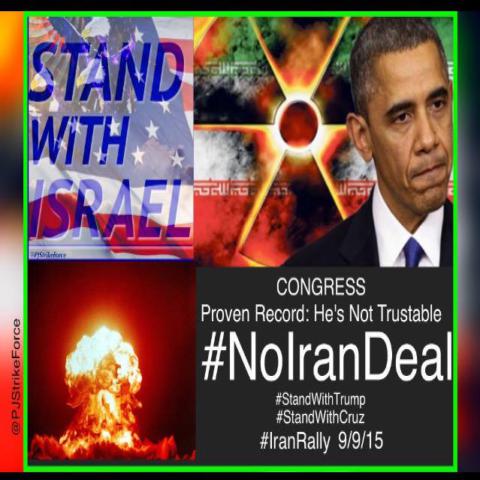 STAND
WITH
ISRAEL
@PJStrikeForce
CONGRESS
Proven Record: He's Not Trustable
#NoIranDeal
#StandWithTrump
#StandWithCruz
#IranRally 9/9/15
@PJStrikeForce